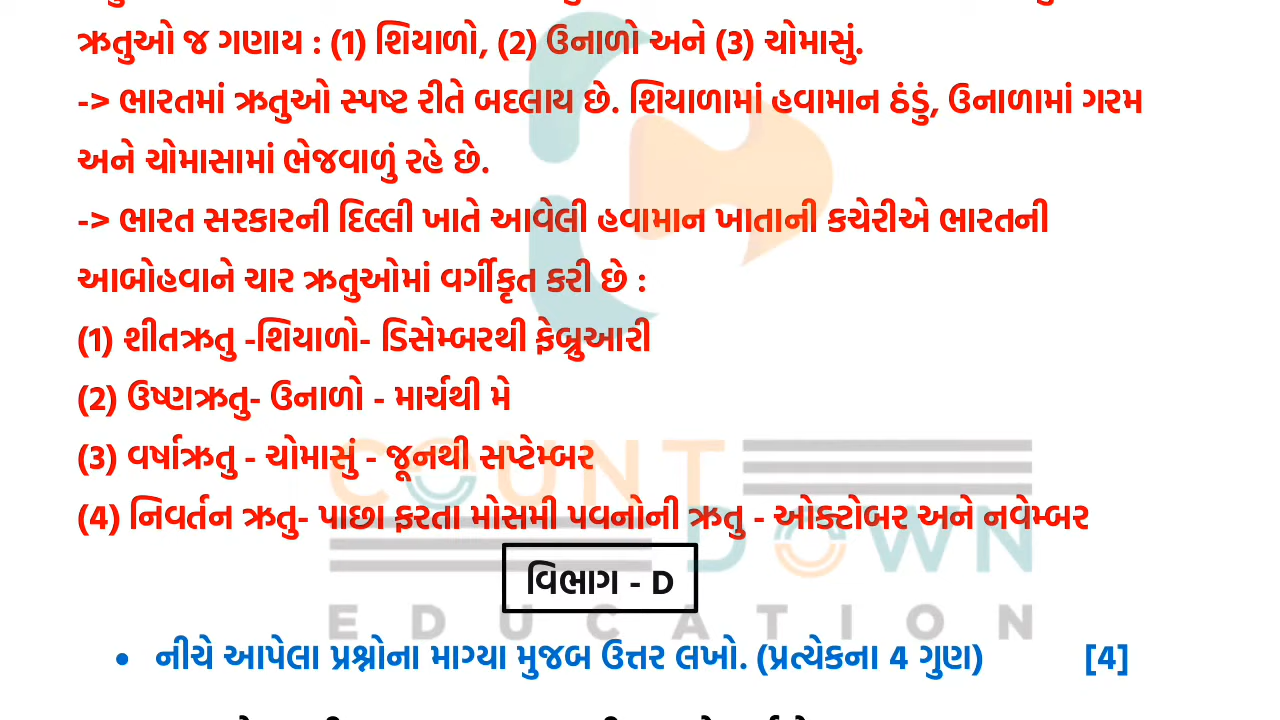 ઋતુઓ જ ગણાય : (1) શિયાળો, (2) ઉનાળો અને (3) ચોમાસું.
-> ભારતમાં ઋતુઓ સ્પષ્ટ રીતે બદલાય છે. શિયાળામાં હવામાન ઠંડું, ઉનાળામાં ગરમ
અને ચોમાસામાં ભેજવાળું રહે છે.
-> ભારત સરકારની દિલ્લી ખાતે આવેલી હવામાન ખાતાની કચેરીએ ભારતની
આબોહવાને ચાર ઋતુઓમાં વર્ગીકૃત કરી છે :
(1) શીતઋતુ -શિયાળો- ડિસેમ્બરથી ફેબ્રુઆરી
(2) ઉષ્ણઋતુ- ઉનાળો - માર્ચથી મે
(3) વર્ષાઋતુ - ચોમાસું - જૂનથી સપ્ટેમ્બર
(4) નિવર્તન ઋતુ- પાછા ફરતા મોસમી પવનોની ઋતુ - ઓક્ટોબર અને નવેમ્બર
COUNT
DOWN
EDUCATION
વિભાગ - D
• નીચે આપેલા પ્રશ્નોના માગ્યા મુજબ ઉત્તર લખો. (પ્રત્યેકના 4 ગુણ) [4]